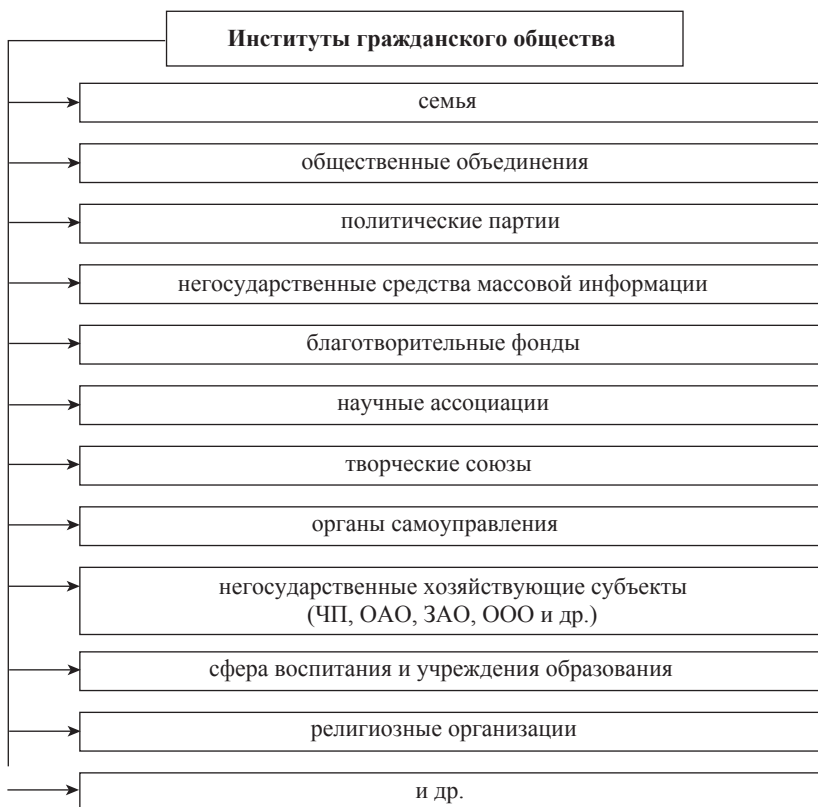 Институты гражданского общества
семья
общественные объединения
политические партии
негосударственные средства массовой информации
благотворительные фонды
научные ассоциации
творческие союзы
органы самоуправления
негосударственные хозяйствующие субъекты
(ЧП, ОАО, ЗАО, ООО и др.)
сфера воспитания и учреждения образования
религиозные организации
и др.